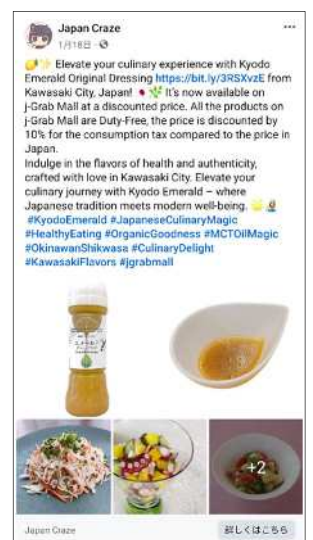 Japan Craze
1月18日
Elevate your culinary experience with Kyodo
Emerald Original Dressing https://bit.ly/3RSXvzE from
Kawasaki City, Japan! It's now available on
j-Grab Mall at a discounted price. All the products on
j-Grab Mall are Duty-Free, the price is discounted by
10% for the consumption tax compared to the price in
Japan.
Indulge in the flavors of health and authenticity,
crafted with love in Kawasaki City. Elevate your
culinary journey with Kyodo Emerald – where
Japanese tradition meets modern well-being.
#KyodoEmerald #JapaneseCulinaryMagic
#HealthyEating #OrganicGoodness #MCTOilMagic
#OkinawanShikwasa #CulinaryDelight
#KawasakiFlavors #jgrabmall
+2
Japan Craze
詳しくはこちら